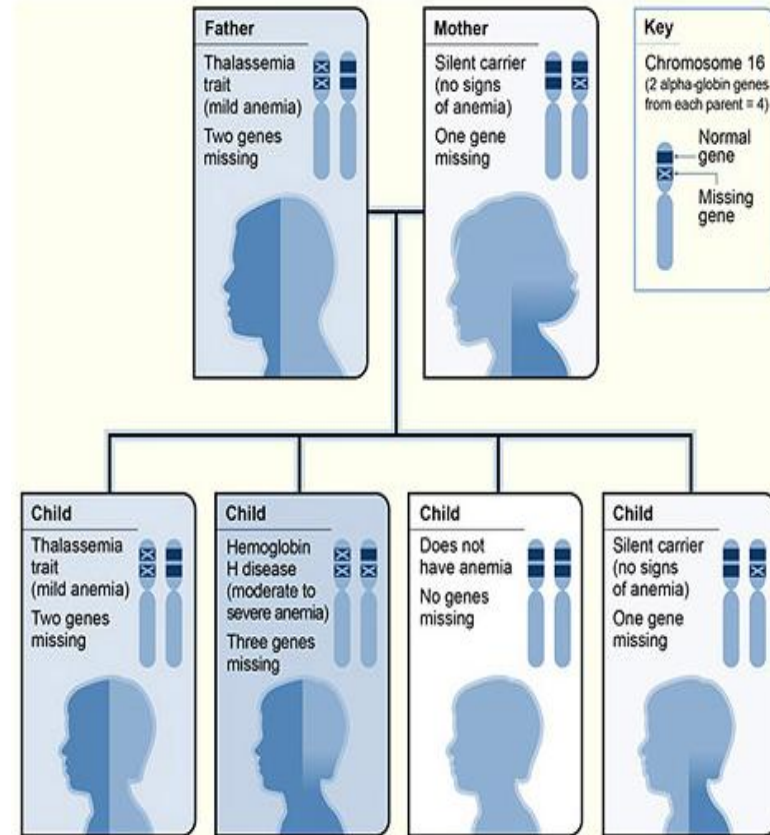 Father
Thalassemia
trait
(mild anemia)
Two genes
missing
Mother
Silent carrier
(no signs
of anemia)
One gene
missing
Key
Chromosome 16
(2 alpha-globin genes
from each parent = 4)
Normal
gene
Missing
gene
Child
Thalassemia
trait
(mild anemia)
Two genes
missing
Child
Hemoglobin
H disease
(moderate to
severe anemia)
Three genes
missing
Child
Does not
have anemia
No genes
missing
Child
Silent carrier
(no signs
of anemia)
One gene
missing